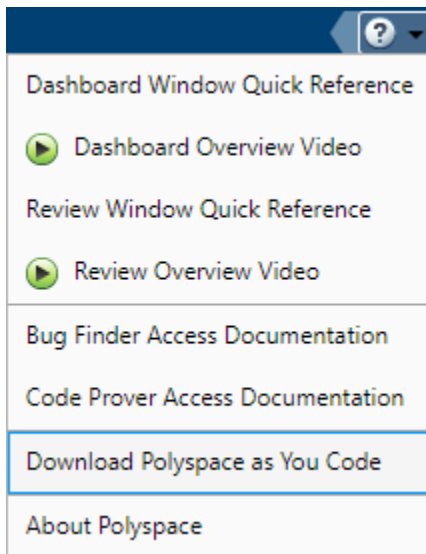 ?
Dashboard Window Quick Reference
Dashboard Overview Video
Review Window Quick Reference
Review Overview Video
Bug Finder Access Documentation
Code Prover Access Documentation
Download Polyspace as You Code
About Polyspace